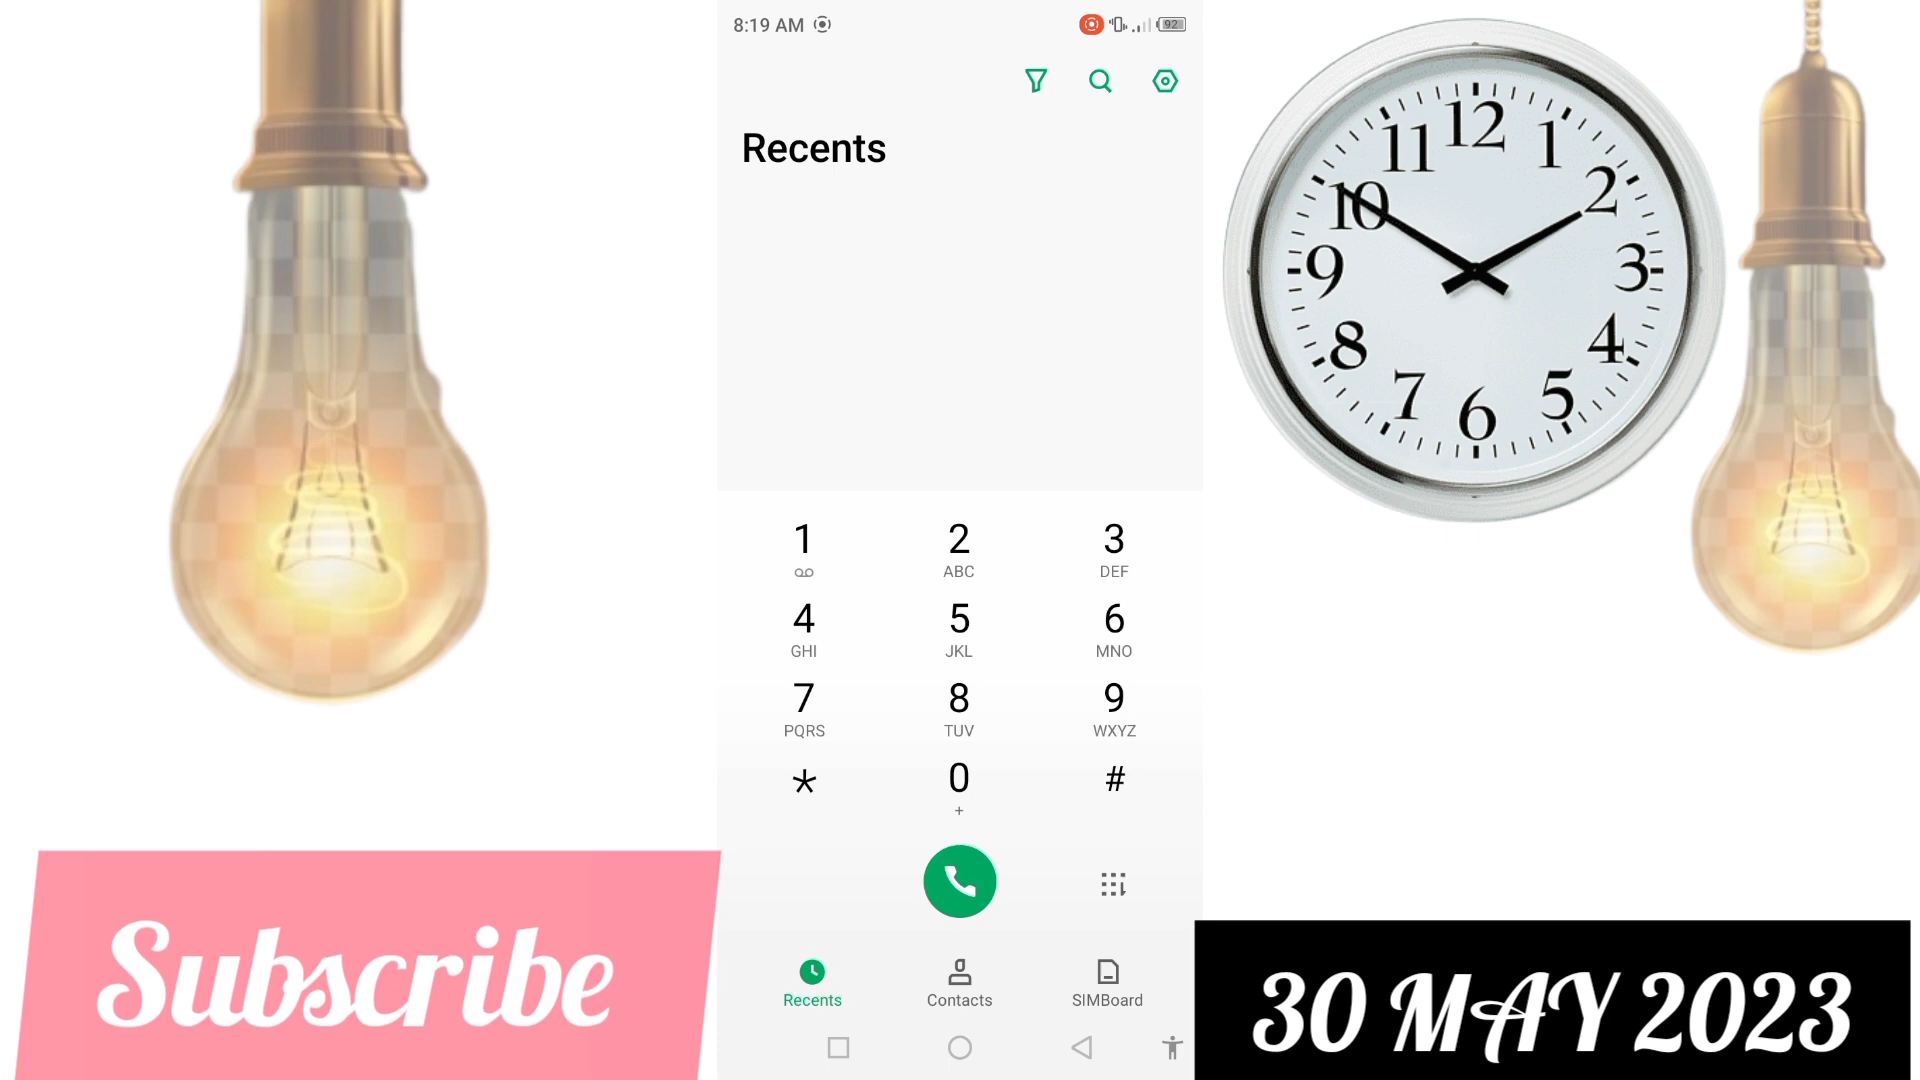 8:19 AM
92
Recents
1 2 3
ABC DEF
4 5 6
GHI JKL MNO
7 8 9
PQRS TUV WXYZ
* 0 #
+
Recents Contacts SIMBoard
12
11 1
10 2
9 3
8 4
7 5
6
Subscribe
30 MAY 2023